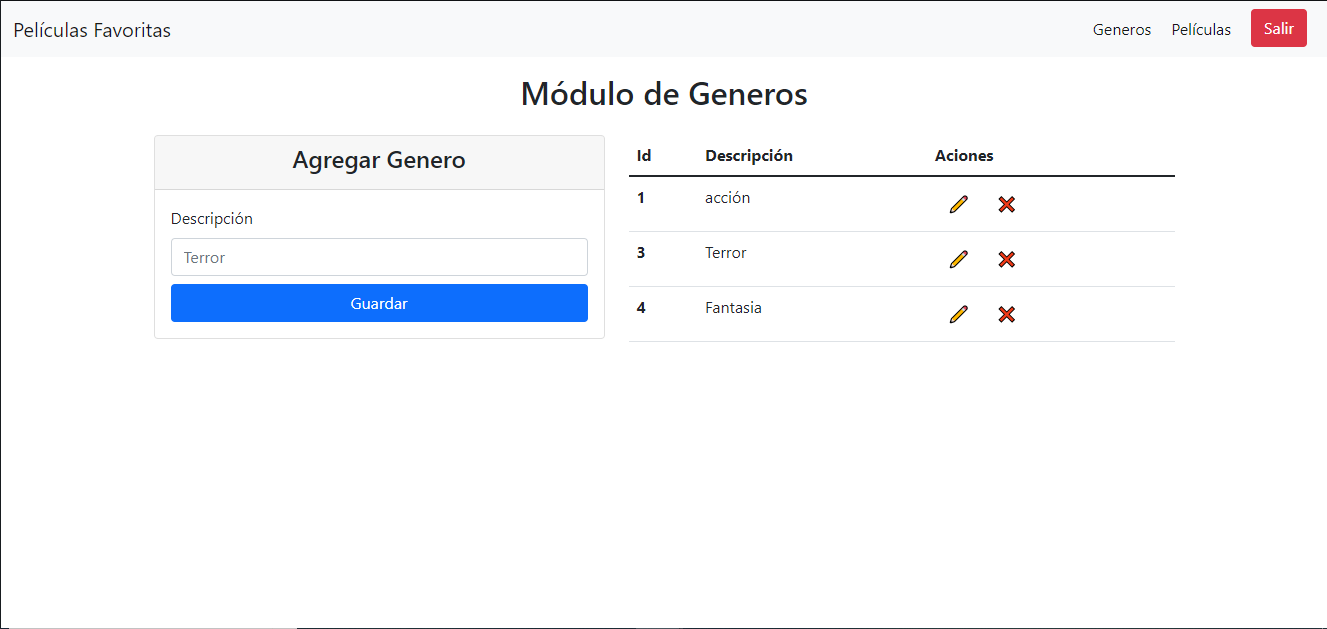 Películas Favoritas Generos Películas Salir
Módulo de Generos
Agregar Genero
Descripción
Terror
Guardar
Id Descripción Aciones
1 acción
3 Terror
4 Fantasia